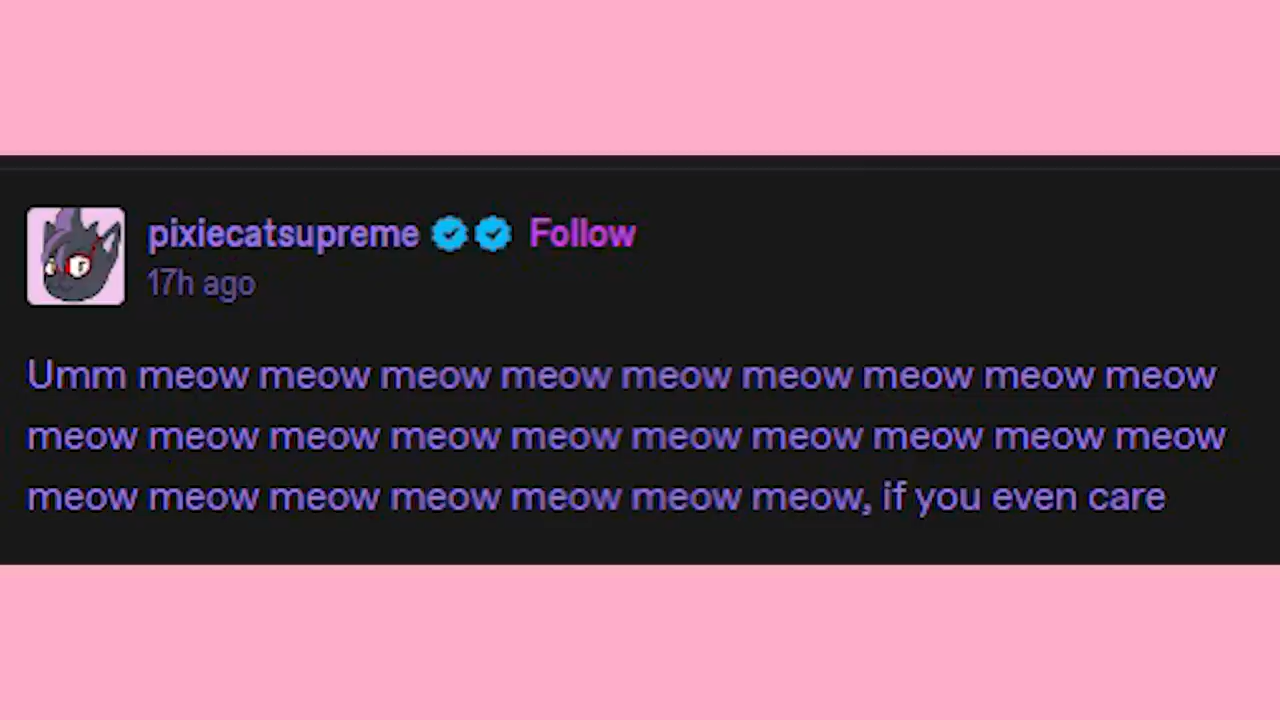 pixiecatsupreme Follow
17h ago
Umm meow meow meow meow meow meow meow meow meow
meow meow meow meow meow meow meow meow meow meow
meow meow meow meow meow meow meow, if you even care